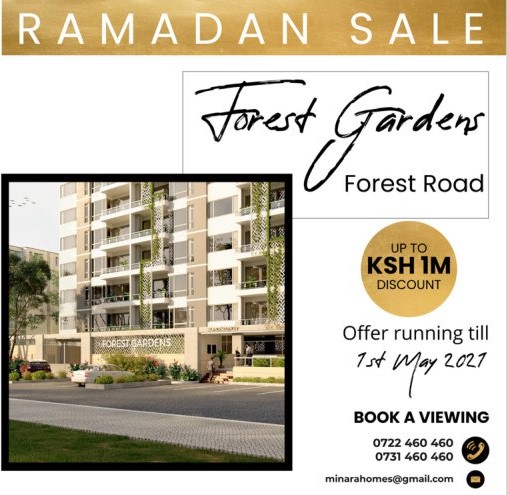 RAMADAN SALE
Forest Gardens
Forest Road
UP TO
KSH 1M
DISCOUNT
Offer running till
1st May 2021
FOREST GARDENS
BOOK A VIEWING
0722 460 460
0731 460 460
minarahomes@gmail.com